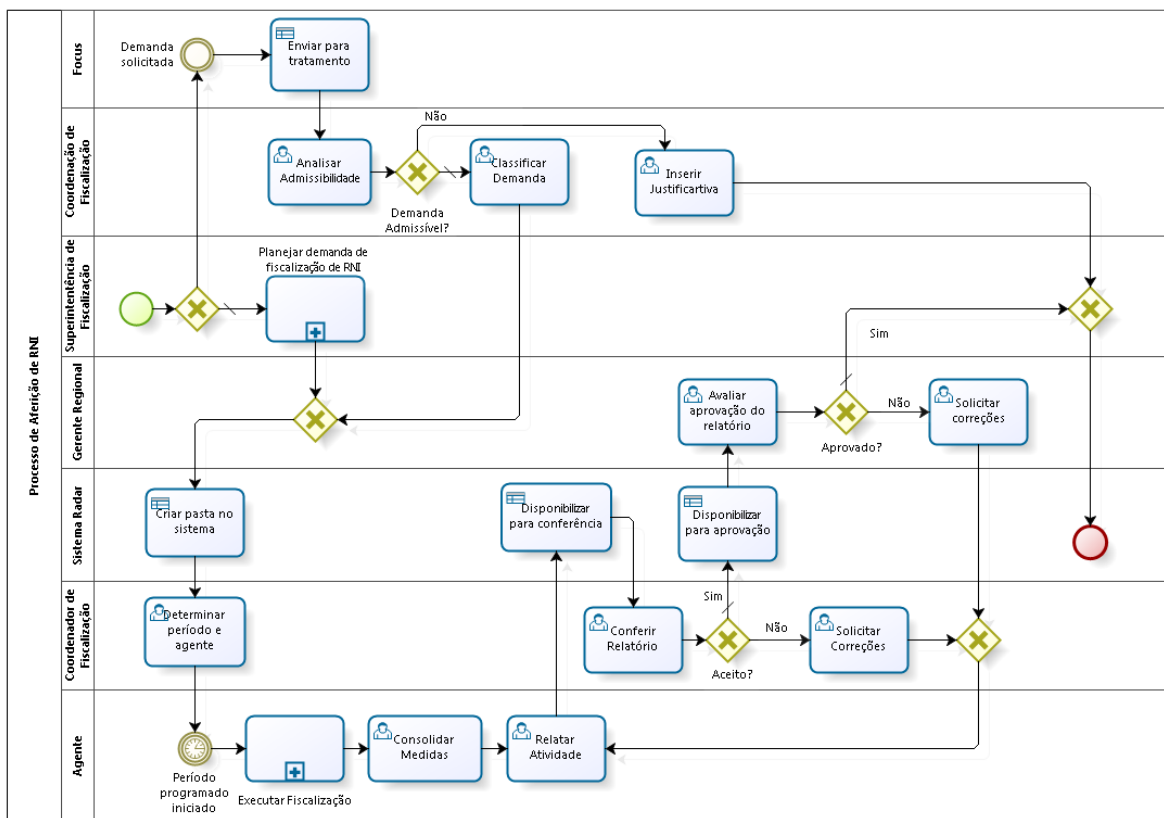 Processo de Aferição de RNI
Focus
Demanda
solicitada
Enviar para
tratamento
Coordenação de
Fiscalização
Não
Analisar
Admissibilidade
Classificar
Demanda
Inserir
Justificartiva
Demanda
Admissível?
Superintentência de
Fiscalização
Planejar demanda de
fiscalização de RNI
Sim
Gerente Regional
Avaliar
aprovação do
relatório
Não
Solicitar
correções
Aprovado?
Sistema Radar
Criar pasta no
sistema
Disponibilizar
para conferência
Disponibilizar
para aprovação
Coordenador de
Fiscalização
Determinar
período e
agente
Sim
Conferir
Relatório
Não
Solicitar
Correções
Aceito?
Agente
Consolidar
Medidas
Relatar
Atividade
Período
programado
iniciado
Executar Fiscalização